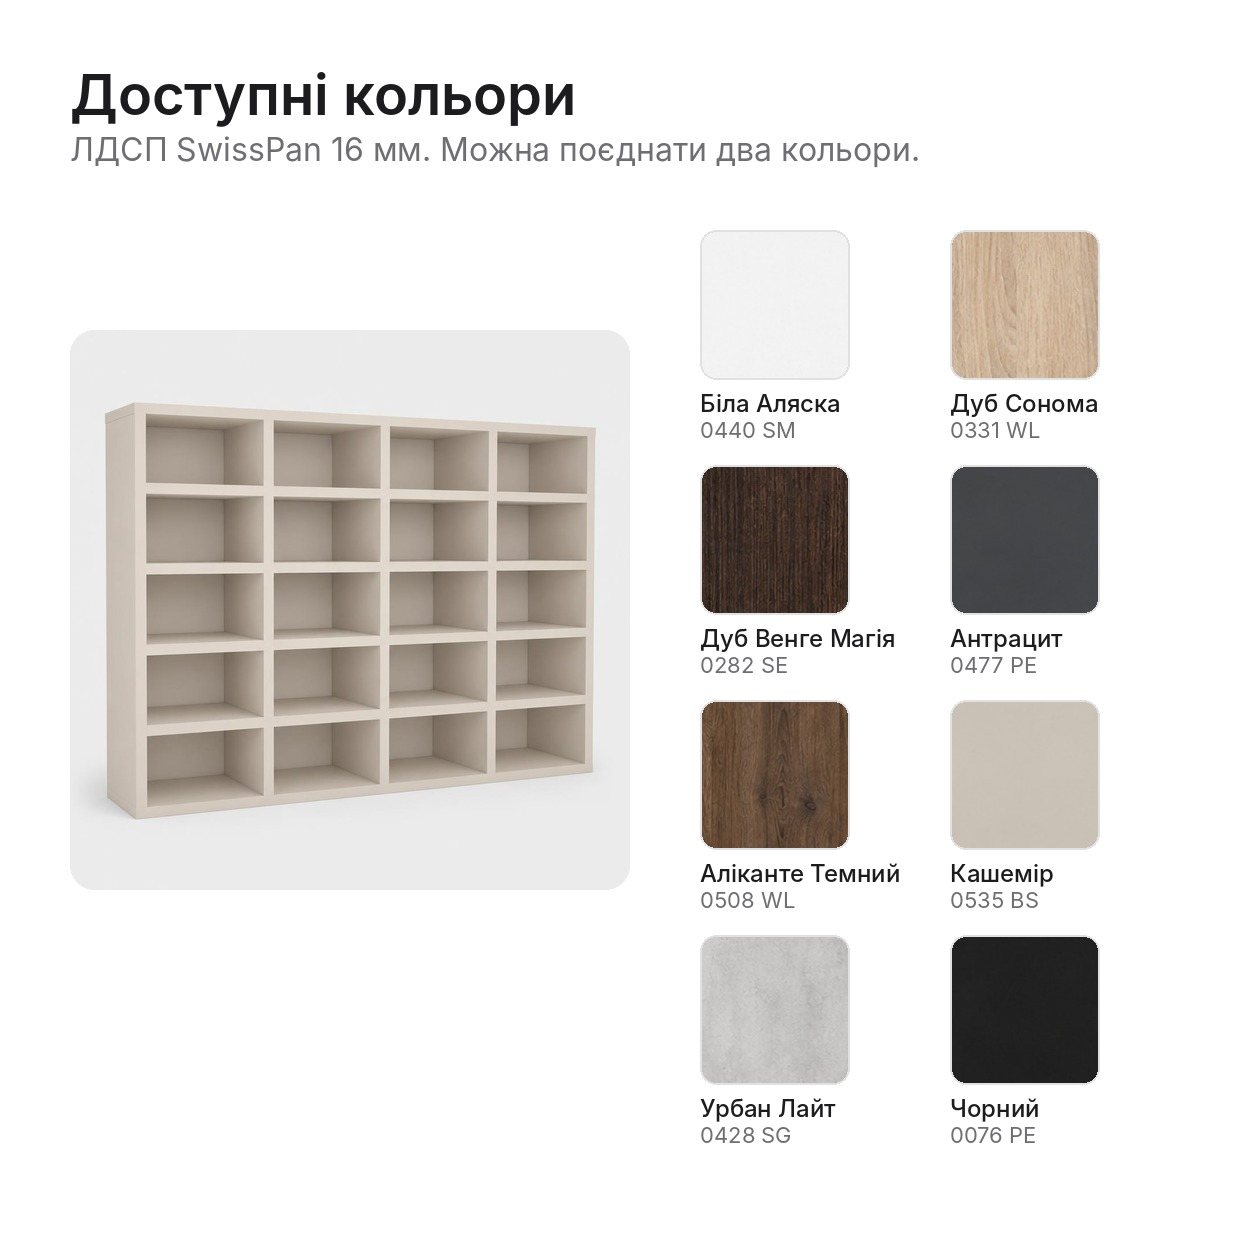 Доступні кольори
ЛДСП SwissPan 16 мм. Можна поєднати два кольори.
Біла Аляска
0440 SM
Дуб Сонома
0331 WL
Дуб Венге Магія
0282 SE
Антрацит
0477 PE
Аліканте Темний
0508 WL
Кашемір
0535 BS
Урбан Лайт
0428 SG
Чорний
0076 PE